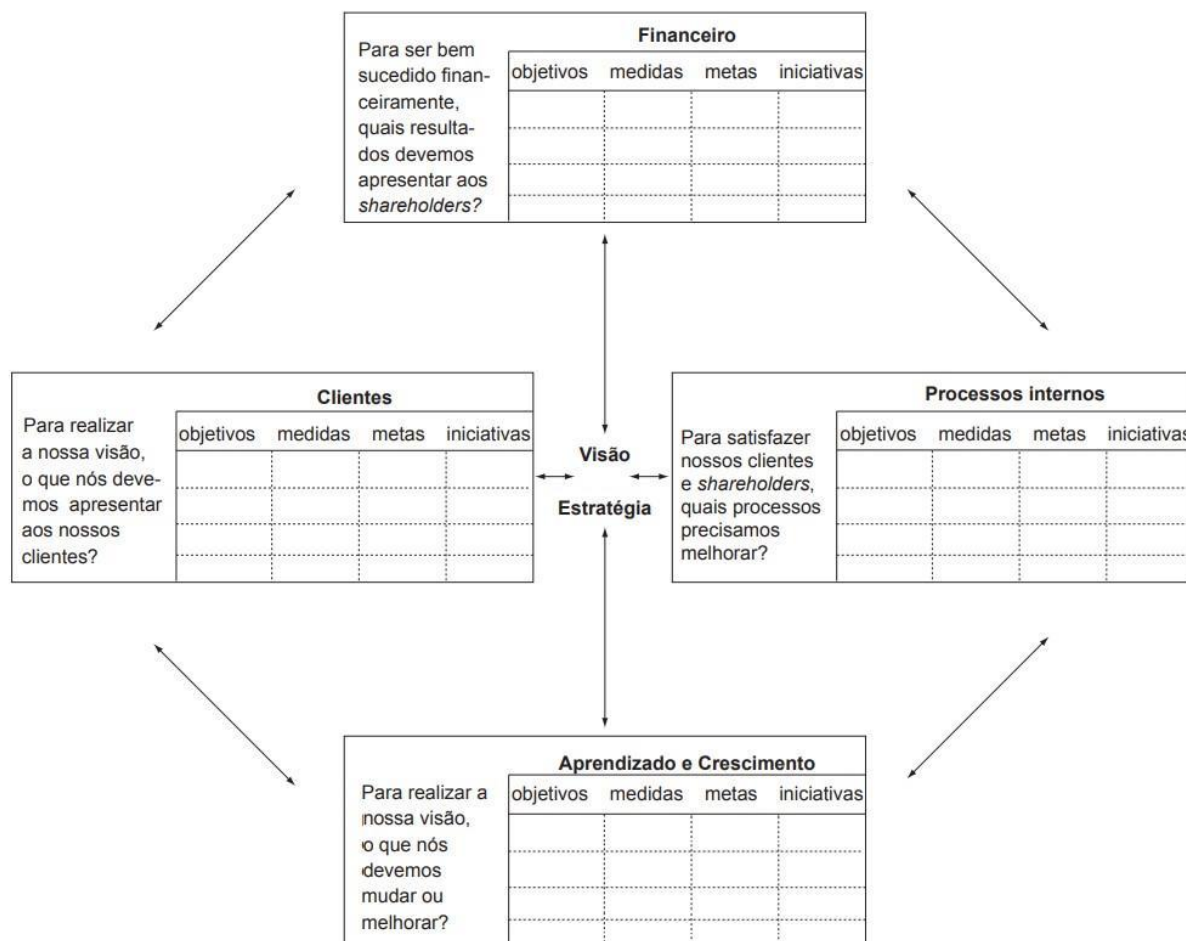 Financeiro
Para ser bem
sucedido finan-
ceiramente,
quais resulta-
dos devemos
apresentar aos
shareholders?
objetivos medidas metas iniciativas
Clientes
Para realizar
a nossa visão,
o que nós deve-
mos apresentar
aos nossos
clientes?
objetivos medidas metas iniciativas
Visão
Estratégia
Processos internos
Para satisfazer
nossos clientes
e shareholders,
quais processos
precisamos
melhorar?
objetivos medidas metas iniciativas
Aprendizado e Crescimento
Para realizar a
nossa visão,
o que nós
devemos
mudar ou
melhorar?
objetivos medidas metas iniciativas